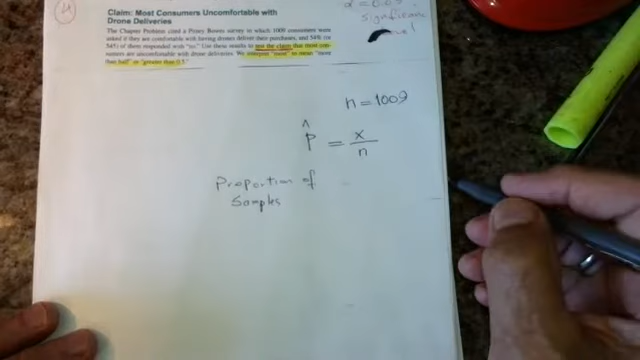 Claim: Most Consumers Uncomfortable with
Drone Deliveries
The Chapter Problem cited a Pitney Bowes survey in which 1009 consumers were
asked if they are comfortable with having drones deliver their purchases, and 54% (or
545) of them responded with "no." Use these results to test the claim that most con-
sumers are uncomfortable with drone deliveries. We interpret "most" to mean "more
than half" or "greater than 0.5."
α = 0.05
significance
n = 1009
p̂ = x/n
Proportion of
Samples